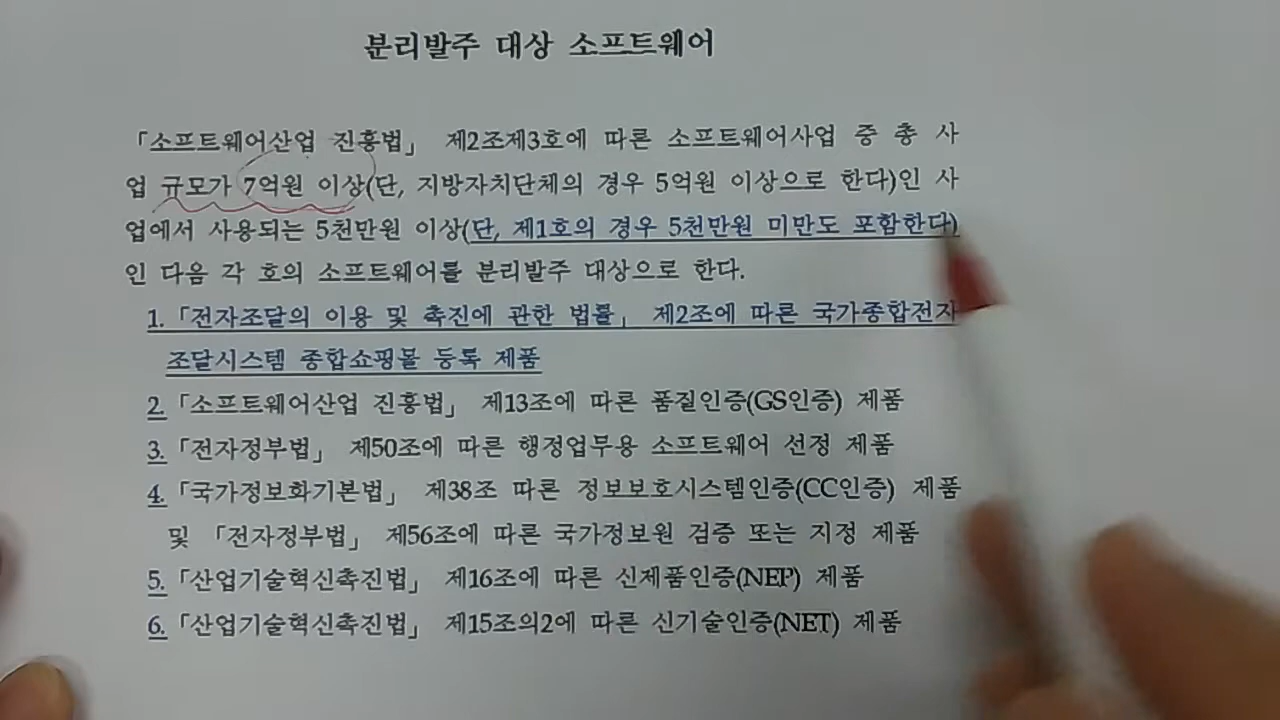 분리발주 대상 소프트웨어
「소프트웨어산업 진흥법」 제2조제3호에 따른 소프트웨어사업 중 총 사
업 규모가 7억원 이상(단, 지방자치단체의 경우 5억원 이상으로 한다)인 사
업에서 사용되는 5천만원 이상(단, 제1호의 경우 5천만원 미만도 포함한다)
인 다음 각 호의 소프트웨어를 분리발주 대상으로 한다.
1. 「전자조달의 이용 및 촉진에 관한 법률」 제2조에 따른 국가종합전자
조달시스템 종합쇼핑몰 등록 제품
2. 「소프트웨어산업 진흥법」 제13조에 따른 품질인증(GS인증) 제품
3. 「전자정부법」 제50조에 따른 행정업무용 소프트웨어 선정 제품
4. 「국가정보화기본법」 제38조 따른 정보보호시스템인증(CC인증) 제품
및 「전자정부법」 제56조에 따른 국가정보원 검증 또는 지정 제품
5. 「산업기술혁신촉진법」 제16조에 따른 신제품인증(NEP) 제품
6. 「산업기술혁신촉진법」 제15조의2에 따른 신기술인증(NET) 제품